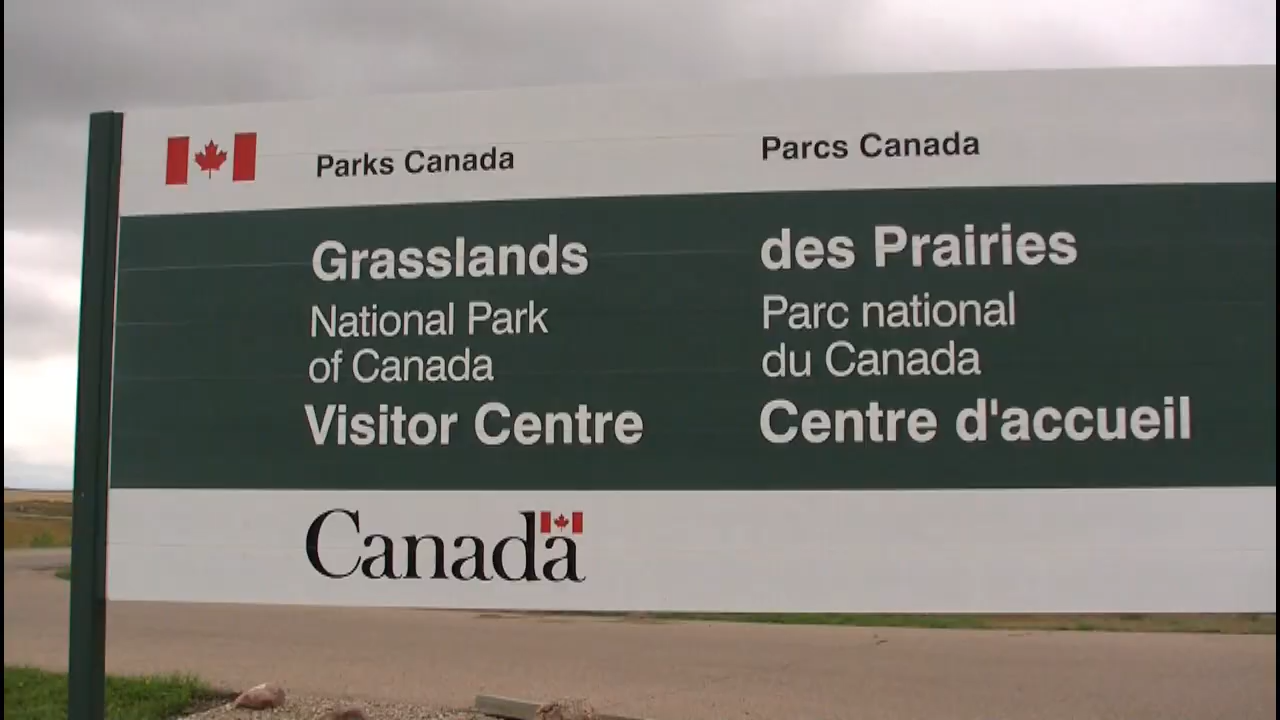 Parks Canada
Grasslands
National Park
of Canada
Visitor Centre
Parcs Canada
des Prairies
Parc national
du Canada
Centre d'accueil
Canada